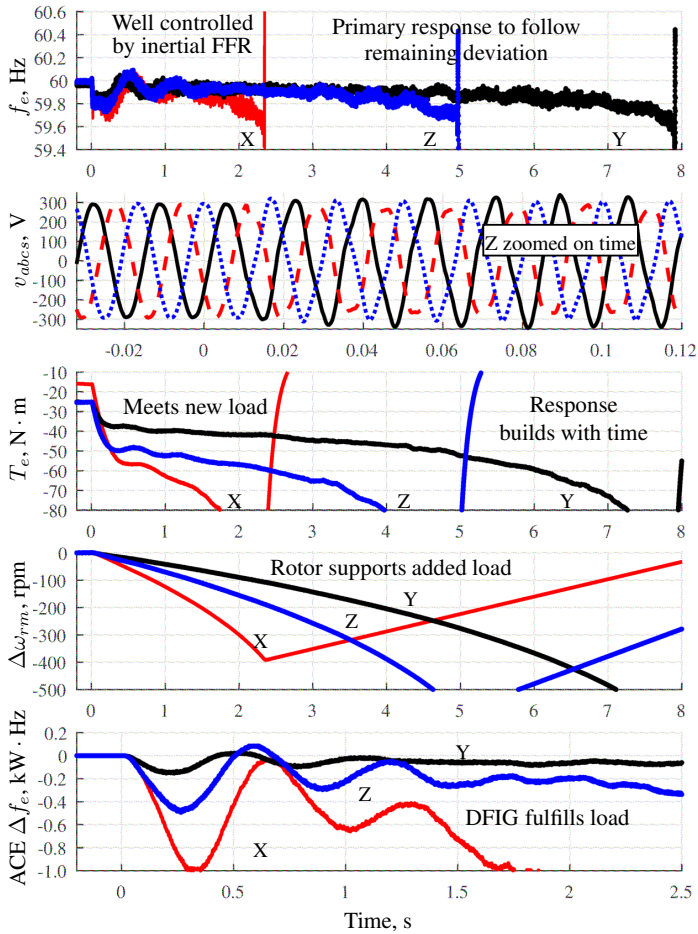 60.6
60.4
60.2
60
59.8
59.6
59.4
f_e, Hz
Well controlled
by inertial FFR
Primary response to follow
remaining deviation
X
Z
Y
0 1 2 3 4 5 6 7 8
300
200
100
0
-100
-200
-300
v_abcs, V
Z zoomed on time
-0.02 0 0.02 0.04 0.06 0.08 0.1 0.12
-10
-20
-30
-40
-50
-60
-70
-80
T_e, N · m
Meets new load
Response
builds with time
X
Z
Y
0 1 2 3 4 5 6 7 8
0
-100
-200
-300
-400
-500
Δω_rm, rpm
Rotor supports added load
Y
Z
X
0 1 2 3 4 5 6 7 8
0.2
0
-0.2
-0.4
-0.6
-0.8
-1.0
ACE Δf_e, kW · Hz
Y
Z
DFIG fulfills load
X
0 0.5 1 1.5 2 2.5
Time, s